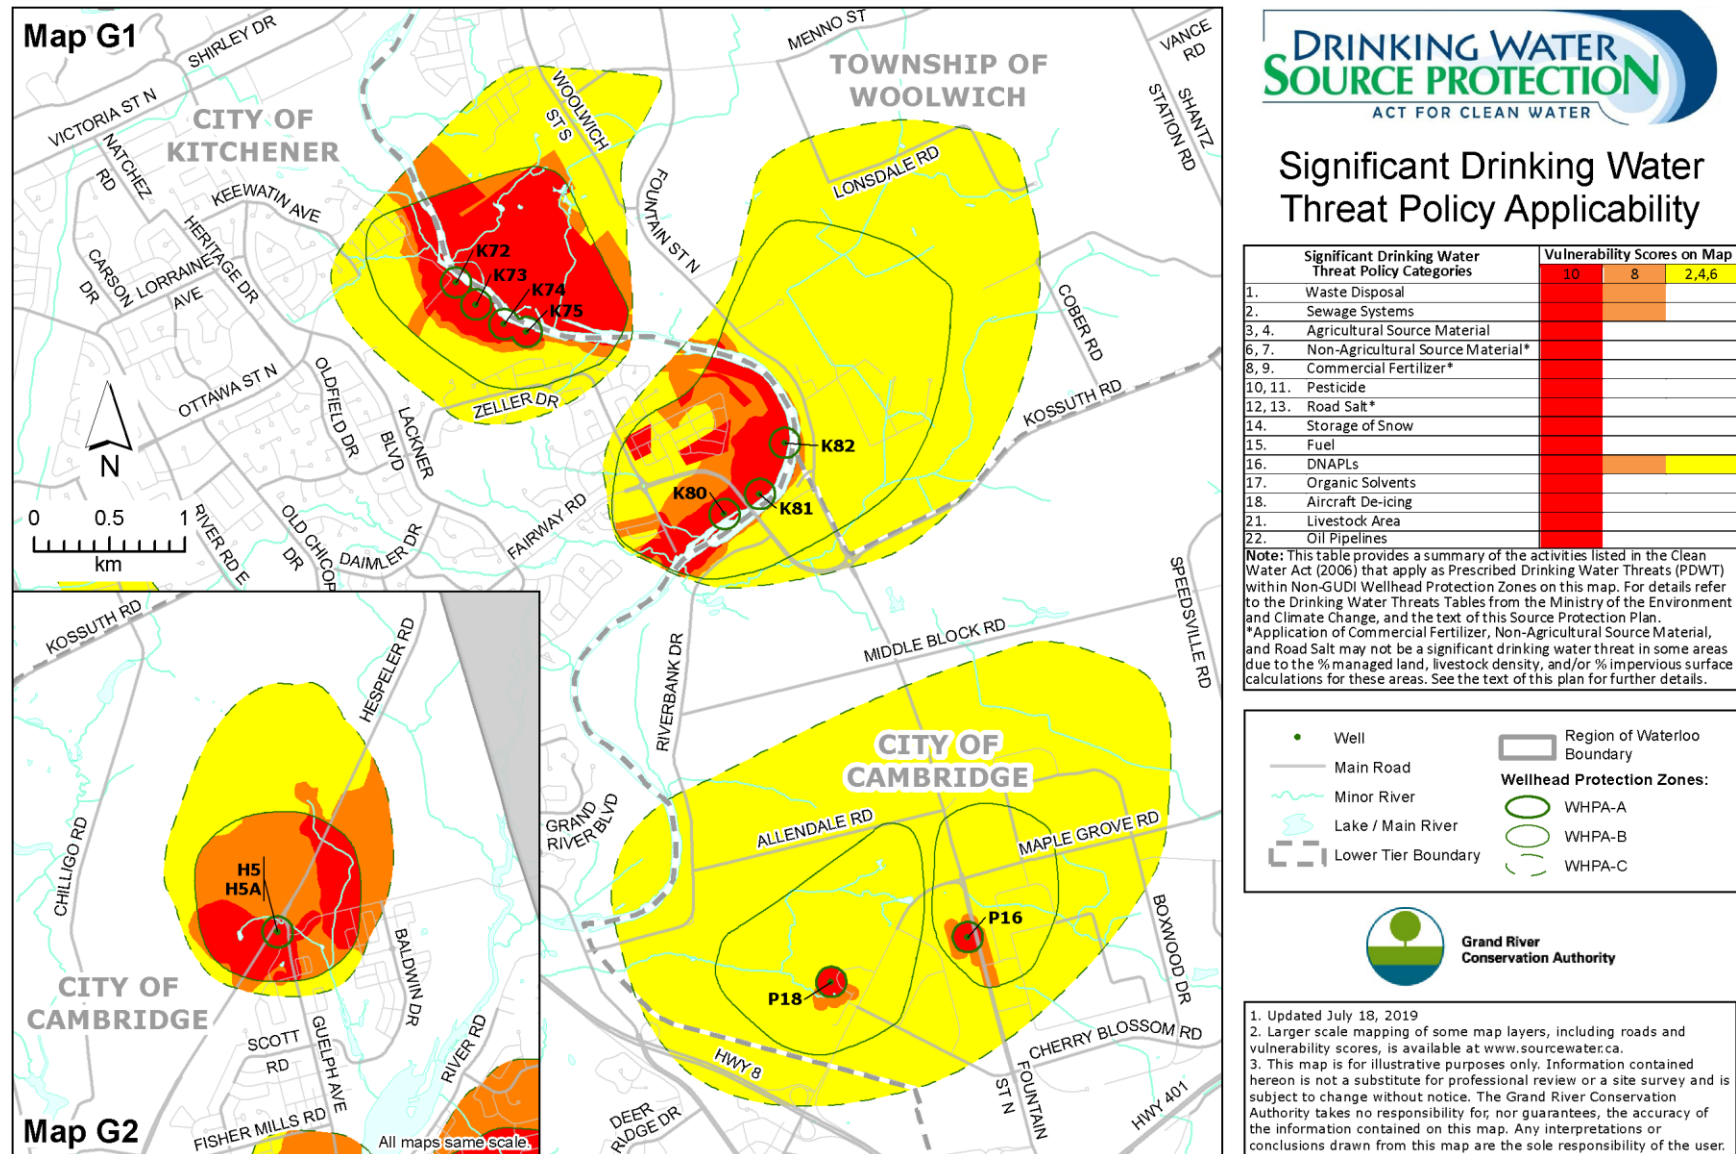 Map G1
SHIRLEY DR
VICTORIA ST N
CITY OF
KITCHENER
NATCHEZ
RD
KEEWATIN AVE
HERITAGE DR
CARSON
DR
LORRAINE
AVE
OTTAWA ST N
OLDFIELD DR
LACKNER
BLVD
ZELLER DR
WOOLWICH
ST S
FOUNTAIN ST N
MENNO ST
TOWNSHIP OF
WOOLWICH
VANCE
RD
SHANTZ
STATION RD
LONSDALE RD
COBER RD
KOSSUTH RD
K72
K73
K74
K75
K82
K80
K81
N
0 0.5 1
km
RIVER RD E
OLD CHICOP
DR
DAIMLER DR
FAIRWAY RD
SPEEDSVILLE RD
MIDDLE BLOCK RD
RIVERBANK DR
CITY OF
CAMBRIDGE
GRAND
RIVER BLVD
ALLENDALE RD
MAPLE GROVE RD
BOXWOOD DR
P16
P18
CHERRY BLOSSOM RD
HWY 8
FOUNTAIN
ST N
HWY 401
DEER
RIDGE DR
KOSSUTH RD
HESPELER RD
CHILLIGO RD
H5
H5A
BALDWIN DR
CITY OF
CAMBRIDGE
SCOTT
RD
GUELPH AVE
RIVER RD
FISHER MILLS RD
Map G2
All maps same scale.
DRINKING WATER
SOURCE PROTECTION
ACT FOR CLEAN WATER
Significant Drinking Water
Threat Policy Applicability
Significant Drinking Water
Threat Policy Categories
Vulnerability Scores on Map
10 8 2,4,6
1. Waste Disposal
2. Sewage Systems
3, 4. Agricultural Source Material
6, 7. Non-Agricultural Source Material*
8, 9. Commercial Fertilizer*
10, 11. Pesticide
12, 13. Road Salt*
14. Storage of Snow
15. Fuel
16. DNAPLs
17. Organic Solvents
18. Aircraft De-icing
21. Livestock Area
22. Oil Pipelines
Note: This table provides a summary of the activities listed in the Clean
Water Act (2006) that apply as Prescribed Drinking Water Threats (PDWT)
within Non-GUDI Wellhead Protection Zones on this map. For details refer
to the Drinking Water Threats Tables from the Ministry of the Environment
and Climate Change, and the text of this Source Protection Plan.
*Application of Commercial Fertilizer, Non-Agricultural Source Material,
and Road Salt may not be a significant drinking water threat in some areas
due to the % managed land, livestock density, and/or % impervious surface
calculations for these areas. See the text of this plan for further details.
Well
Main Road
Minor River
Lake / Main River
Lower Tier Boundary
Region of Waterloo
Boundary
Wellhead Protection Zones:
WHPA-A
WHPA-B
WHPA-C
Grand River
Conservation Authority
1. Updated July 18, 2019
2. Larger scale mapping of some map layers, including roads and
vulnerability scores, is available at www.sourcewater.ca.
3. This map is for illustrative purposes only. Information contained
hereon is not a substitute for professional review or a site survey and is
subject to change without notice. The Grand River Conservation
Authority takes no responsibility for, nor guarantees, the accuracy of
the information contained on this map. Any interpretations or
conclusions drawn from this map are the sole responsibility of the user.